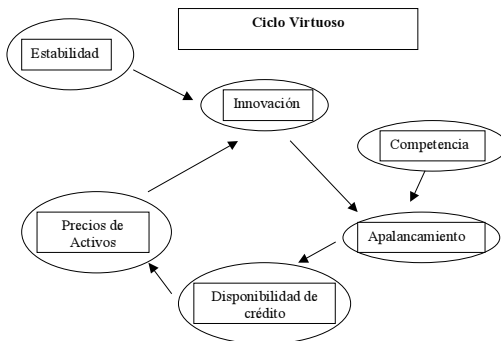 Ciclo Virtuoso
Estabilidad
Innovación
Competencia
Precios de
Activos
Apalancamiento
Disponibilidad de
crédito